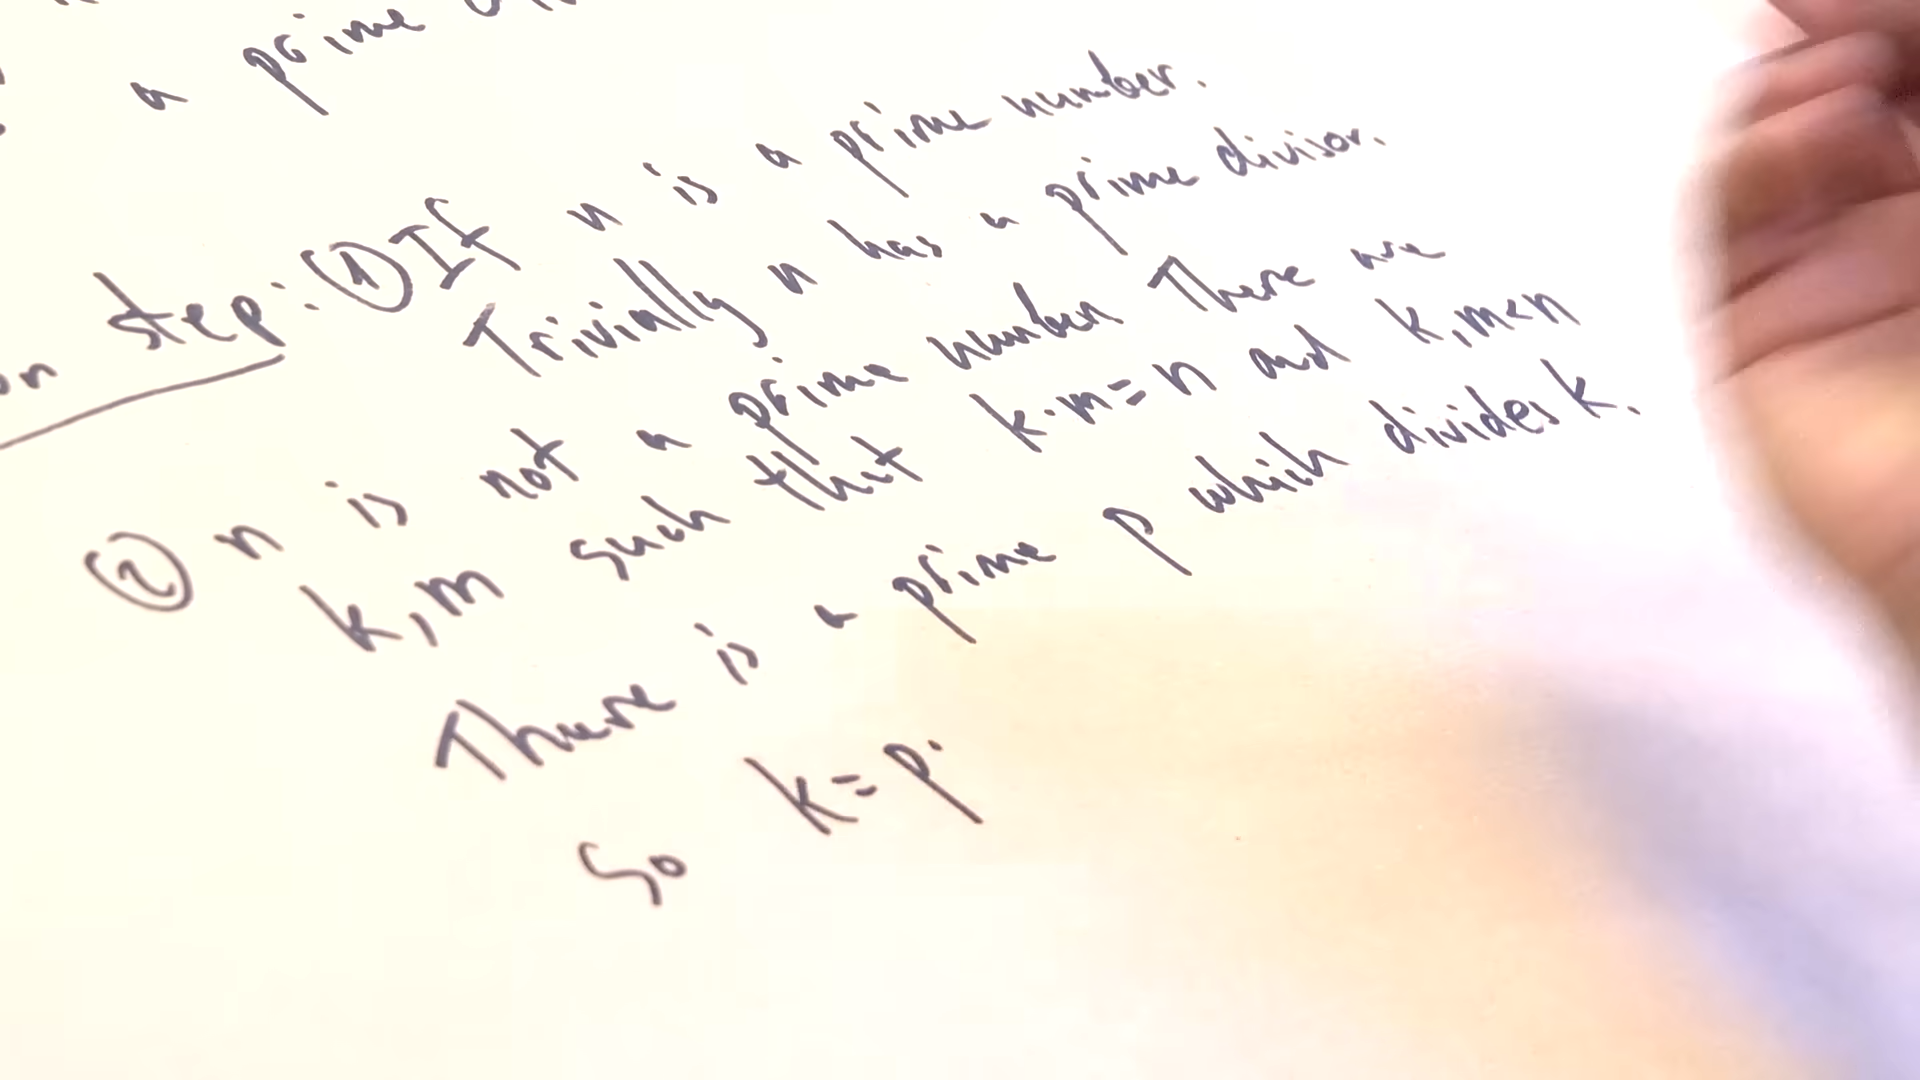 a prime
on step: ① If n is a prime number.
Trivially n has a prime divisor.
② n is not a prime number. There are
k, m such that k·m=n and k,m<n
There is a prime p which divides k.
So k=p·